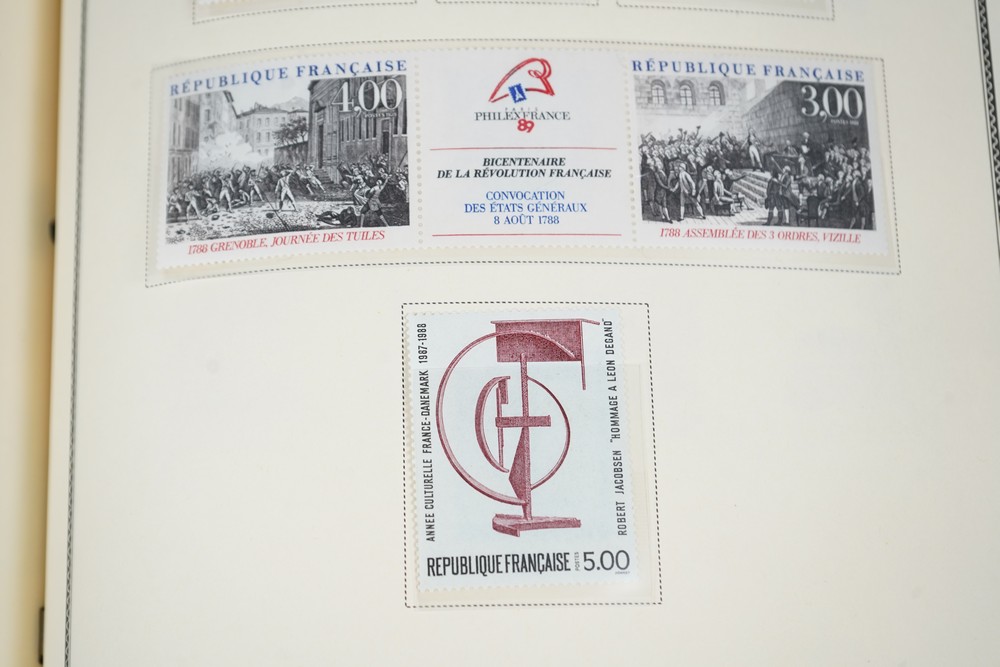 RÉPUBLIQUE FRANÇAISE
4,00
1788 GRENOBLE, JOURNÉE DES TUILES
PARIS
PHILEXFRANCE
89
BICENTENAIRE
DE LA RÉVOLUTION FRANÇAISE
CONVOCATION
DES ÉTATS GÉNÉRAUX
8 AOÛT 1788
RÉPUBLIQUE FRANÇAISE
3,00
1788 ASSEMBLÉE DES 3 ORDRES, VIZILLE
ANNEE CULTURELLE FRANCE-DANEMARK 1987-1988
ROBERT JACOBSEN "HOMMAGE A LEON DEGAND"
REPUBLIQUE FRANÇAISE POSTES 5.00